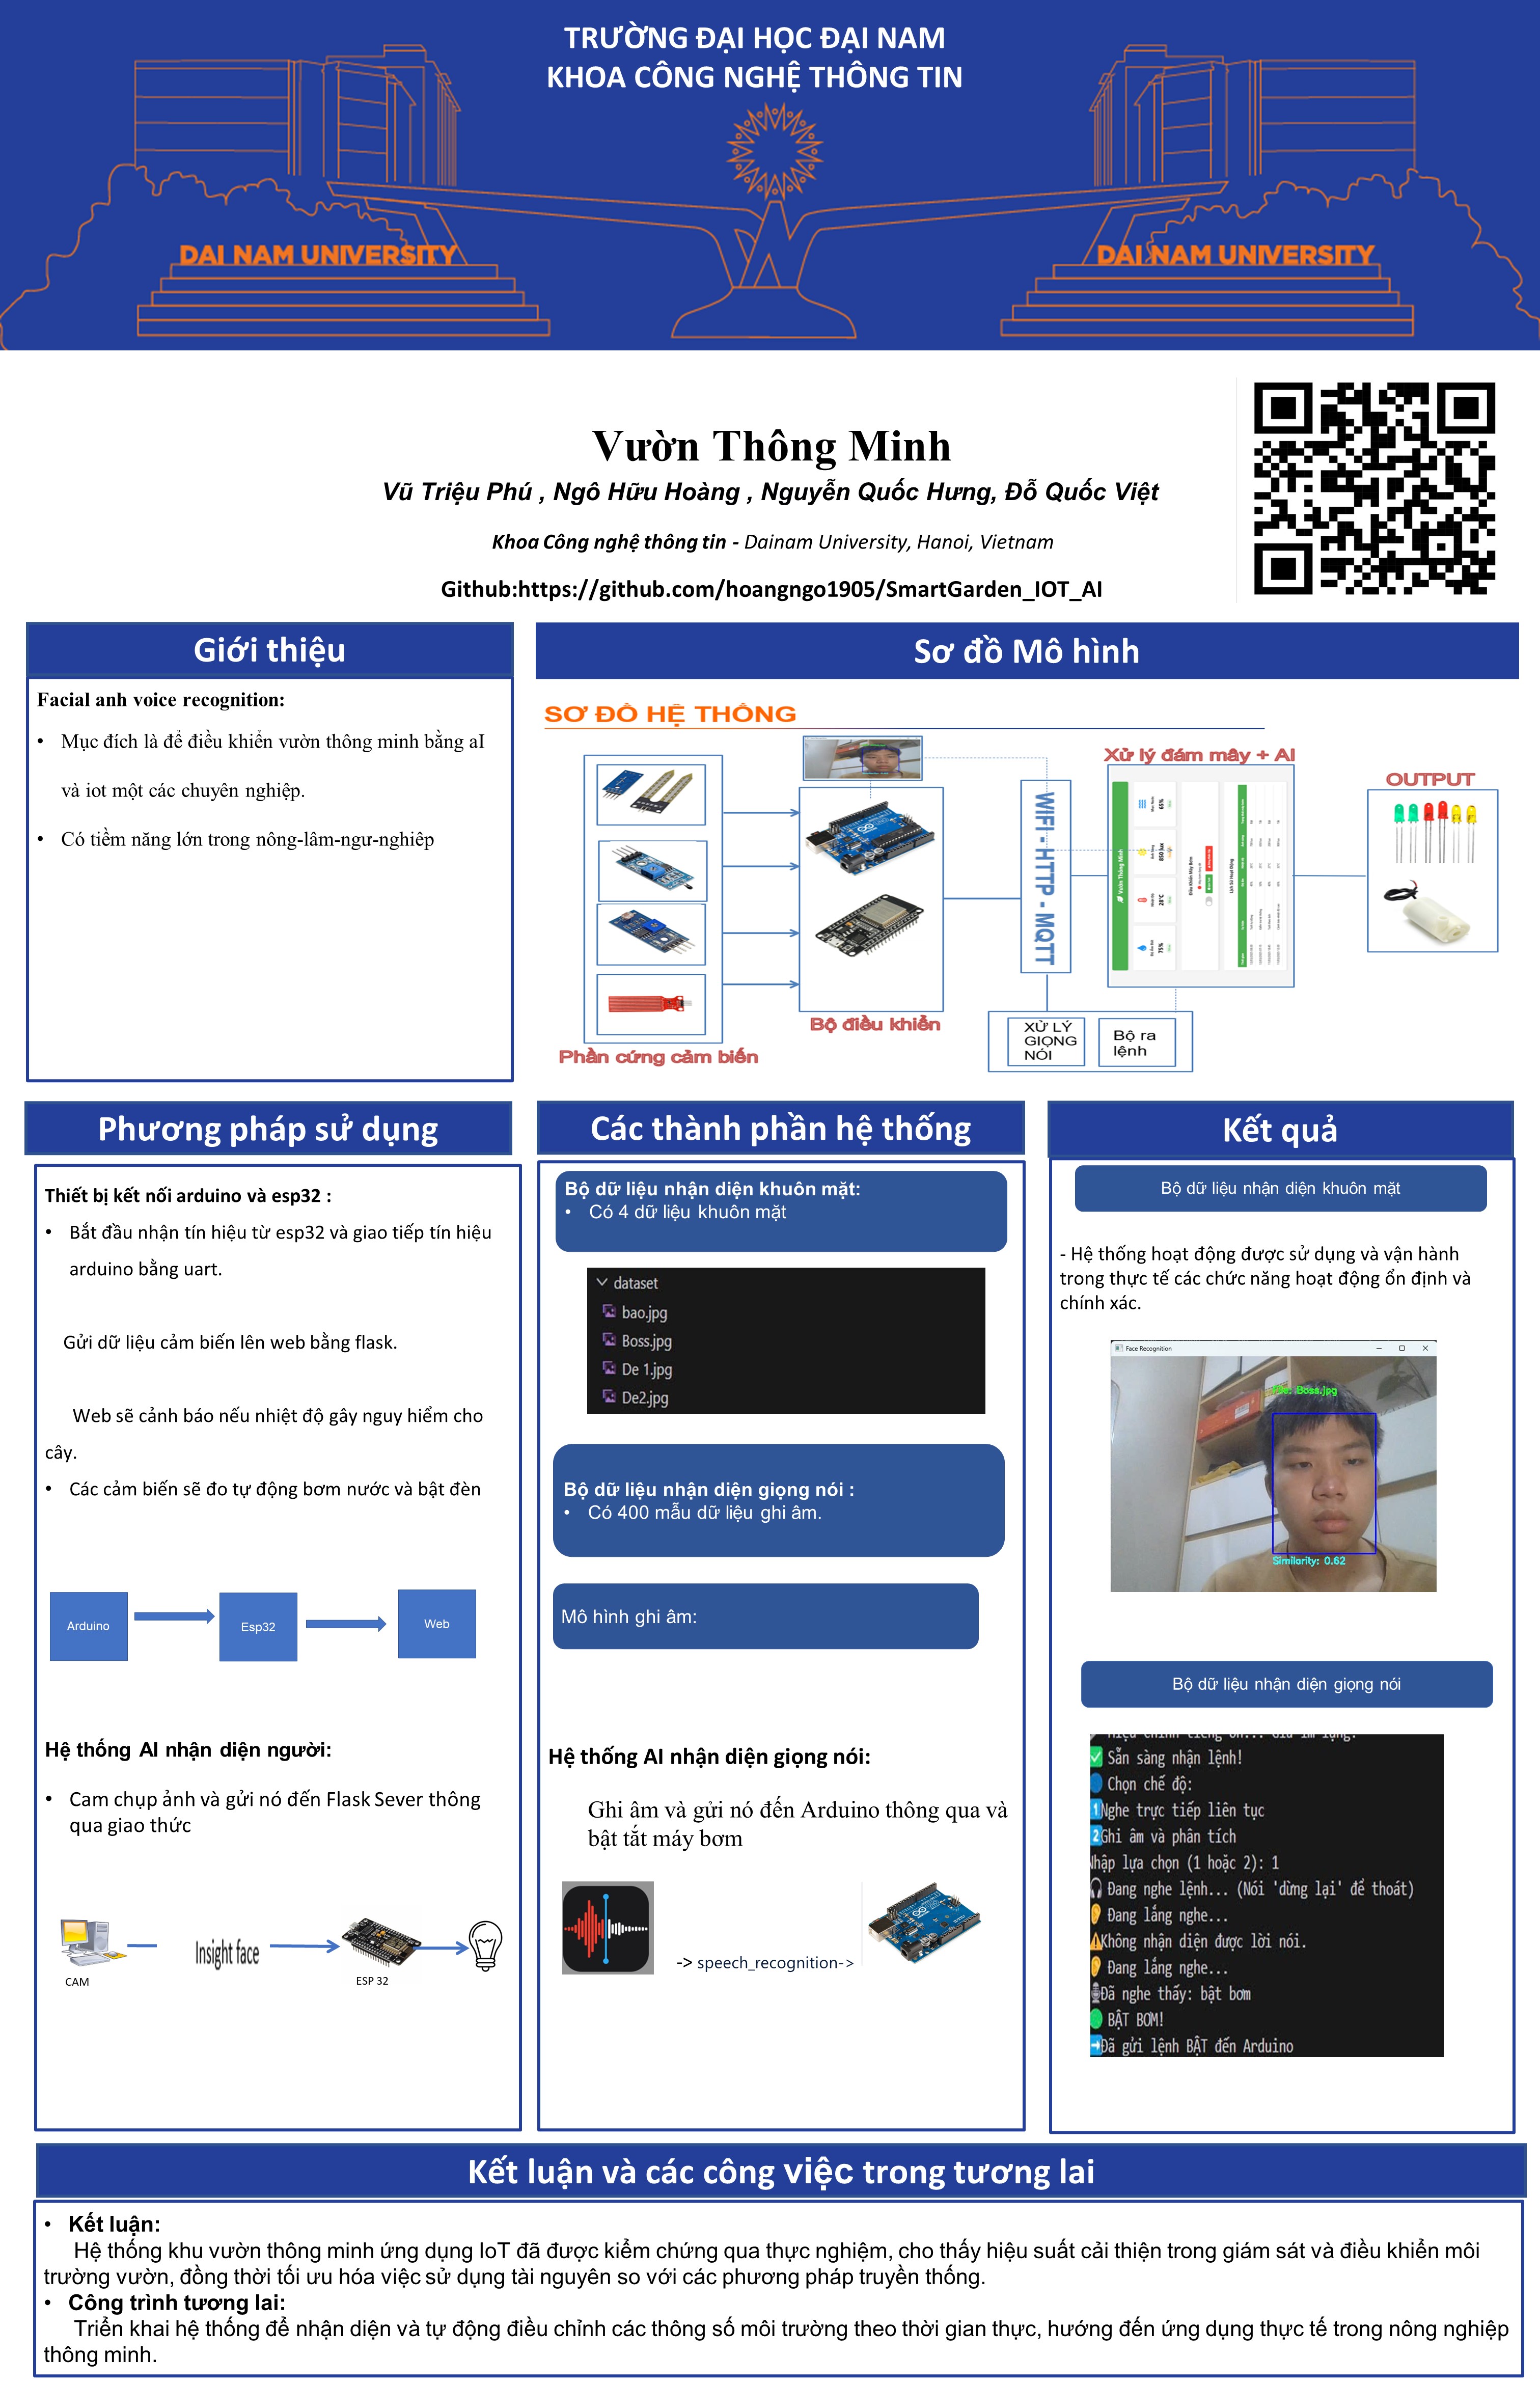 TRƯỜNG ĐẠI HỌC ĐẠI NAM
KHOA CÔNG NGHỆ THÔNG TIN
DAI NAM UNIVERSITY
DAI NAM UNIVERSITY
Vườn Thông Minh
Vũ Triệu Phú , Ngô Hữu Hoàng , Nguyễn Quốc Hưng, Đỗ Quốc Việt
Khoa Công nghệ thông tin - Dainam University, Hanoi, Vietnam
Github:https://github.com/hoangngo1905/SmartGarden_IOT_AI
Giới thiệu
Facial anh voice recognition:
• Mục đích là để điều khiển vườn thông minh bằng aI
và iot một các chuyên nghiệp.
• Có tiềm năng lớn trong nông-lâm-ngư-nghiêp
Sơ đồ Mô hình
SƠ ĐỒ HỆ THỐNG
Phần cứng cảm biến
Bộ điều khiển
WIFI - HTTP - MQTT
XỬ LÝ
GIỌNG
NÓI
Bộ ra
lệnh
Xử lý đám mây + AI
Vườn Thông Minh
75%
28°C
850 lux
65%
OUTPUT
Phương pháp sử dụng
Thiết bị kết nối arduino và esp32 :
• Bắt đầu nhận tín hiệu từ esp32 và giao tiếp tín hiệu
arduino bằng uart.
Gửi dữ liệu cảm biến lên web bằng flask.
Web sẽ cảnh báo nếu nhiệt độ gây nguy hiểm cho
cây.
• Các cảm biến sẽ đo tự động bơm nước và bật đèn
Arduino
Esp32
Web
Hệ thống AI nhận diện người:
• Cam chụp ảnh và gửi nó đến Flask Sever thông
qua giao thức
CAM
Insight face
ESP 32
Các thành phần hệ thống
Bộ dữ liệu nhận diện khuôn mặt:
• Có 4 dữ liệu khuôn mặt
dataset
bao.jpg
Boss.jpg
De 1.jpg
De2.jpg
Bộ dữ liệu nhận diện giọng nói :
• Có 400 mẫu dữ liệu ghi âm.
Mô hình ghi âm:
Hệ thống AI nhận diện giọng nói:
Ghi âm và gửi nó đến Arduino thông qua và
bật tắt máy bơm
-> speech_recognition->
Kết quả
Bộ dữ liệu nhận diện khuôn mặt
- Hệ thống hoạt động được sử dụng và vận hành
trong thực tế các chức năng hoạt động ổn định và
chính xác.
Face Recognition
File: Boss.jpg
Similarity: 0.62
Bộ dữ liệu nhận diện giọng nói
Sẵn sàng nhận lệnh!
Chọn chế độ:
1 Nghe trực tiếp liên tục
2 Ghi âm và phân tích
Nhập lựa chọn (1 hoặc 2): 1
Đang nghe lệnh... (Nói 'dừng lại' để thoát)
Đang lắng nghe...
Không nhận diện được lời nói.
Đang lắng nghe...
Đã nghe thấy: bật bơm
BẬT BƠM!
Đã gửi lệnh BẬT đến Arduino
Kết luận và các công việc trong tương lai
• Kết luận:
Hệ thống khu vườn thông minh ứng dụng IoT đã được kiểm chứng qua thực nghiệm, cho thấy hiệu suất cải thiện trong giám sát và điều khiển môi
trường vườn, đồng thời tối ưu hóa việc sử dụng tài nguyên so với các phương pháp truyền thống.
• Công trình tương lai:
Triển khai hệ thống để nhận diện và tự động điều chỉnh các thông số môi trường theo thời gian thực, hướng đến ứng dụng thực tế trong nông nghiệp
thông minh.